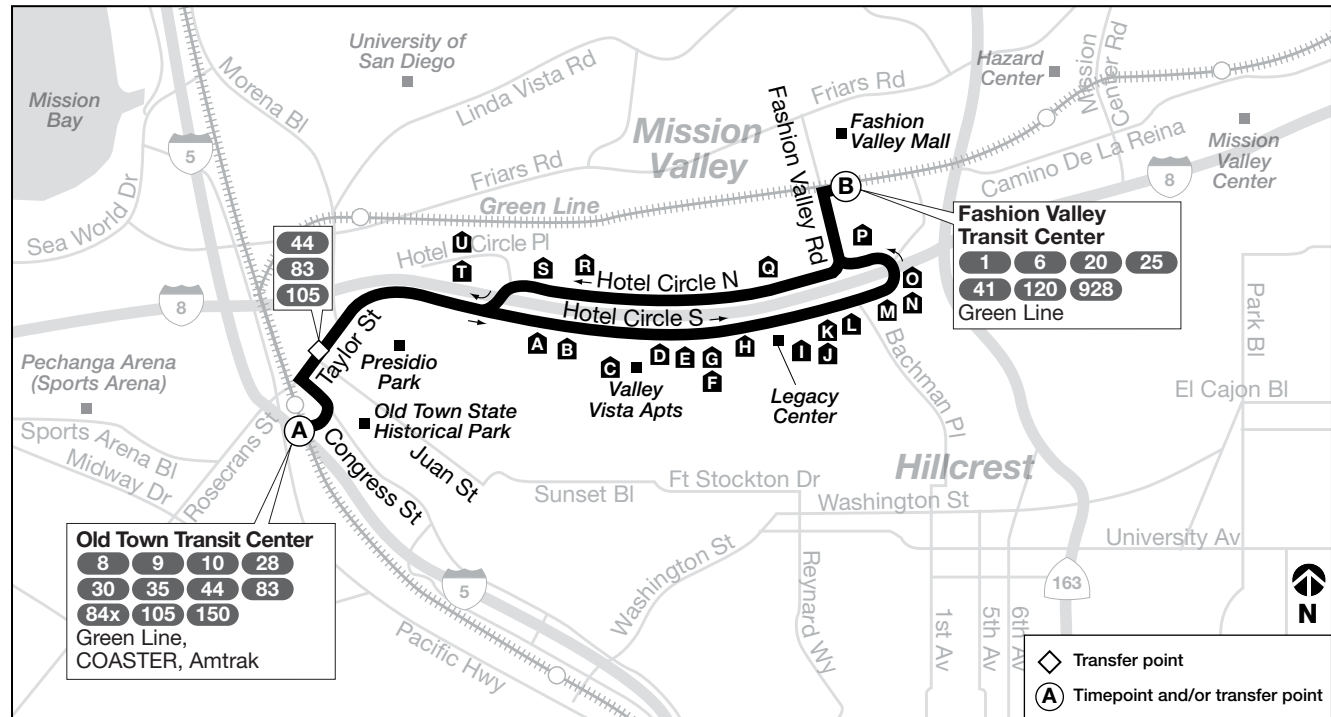 University of
San Diego
Mission
Bay
Morena Bl
Linda Vista Rd
Friars Rd
Mission
Valley
Friars Rd
Fashion Valley Rd
Fashion
Valley Mall
Hazard
Center
Mission
Center Rd
Camino De La Reina
Mission
Valley
Center
5
8
Sea World Dr
Green Line
B
Fashion Valley
Transit Center
1 6 20 25
41 120 928
Green Line
44
83
105
Hotel Circle Pl
U
T
S
R
Q
P
O
N
M
L
K
J
I
H
G
F
E
D
C
B
A
Hotel Circle N
Hotel Circle S
8
Taylor St
Presidio
Park
Valley
Vista Apts
Legacy
Center
Bachman Pl
Park Bl
El Cajon Bl
Pechanga Arena
(Sports Arena)
Sports Arena Bl
Midway Dr
Rosecrans St
A
Old Town State
Historical Park
Congress St
Juan St
Sunset Bl
Ft Stockton Dr
Hillcrest
Washington St
University Av
Washington St
Reynard Wy
1st Av
5th Av
6th Av
163
5
Pacific Hwy
Old Town Transit Center
8 9 10 28
30 35 44 83
84x 105 150
Green Line,
COASTER, Amtrak
N
Transfer point
A Timepoint and/or transfer point